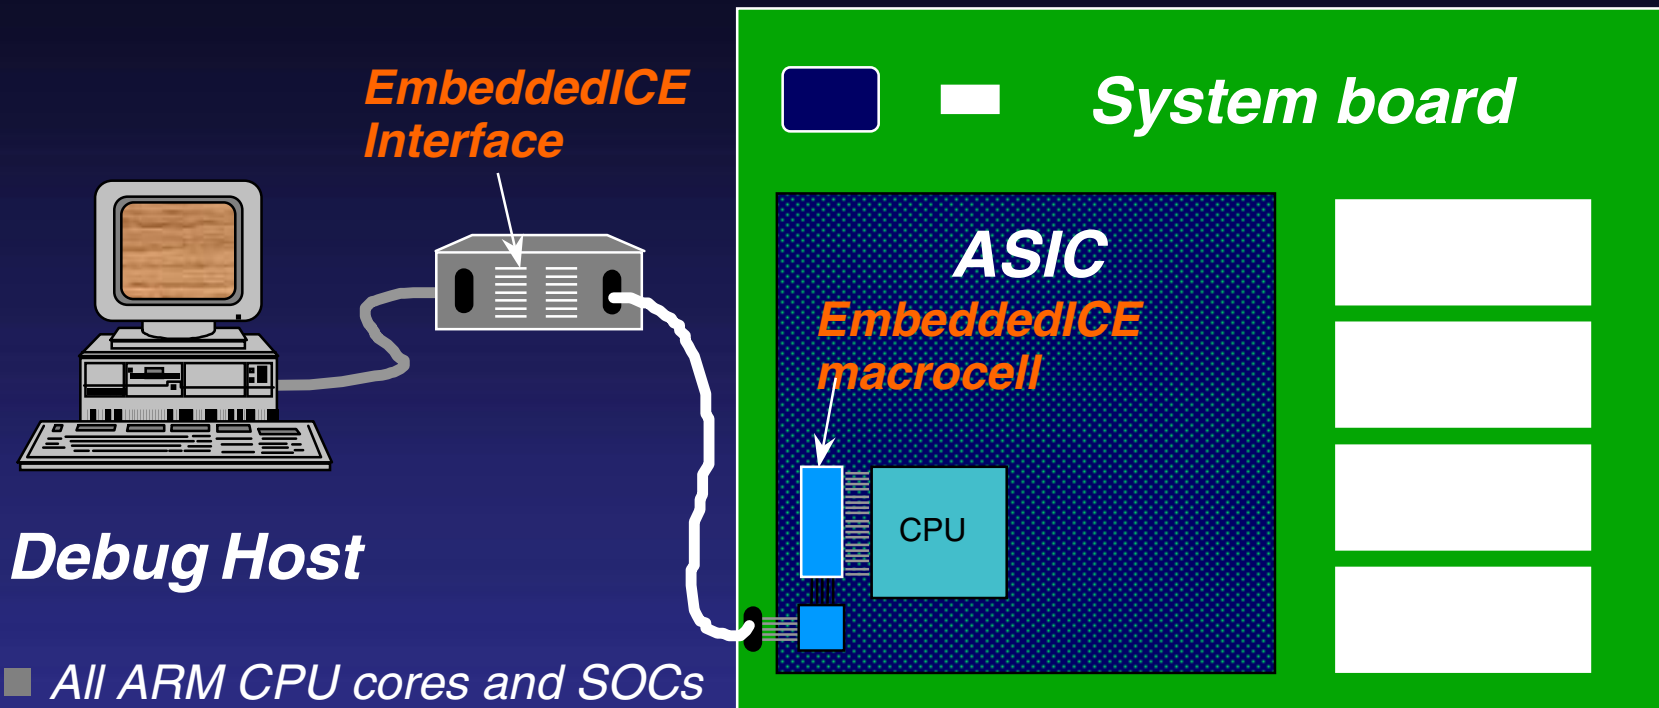 EmbeddedICE
Interface
System board
ASIC
EmbeddedICE
macrocell
CPU
Debug Host
All ARM CPU cores and SOCs